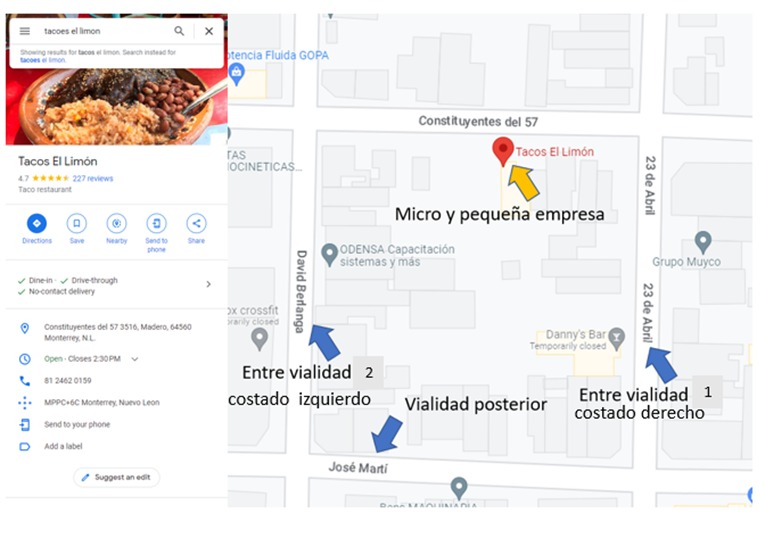 tacoes el limon
Showing results for tacos el limon. Search instead for
tacoes el limon.
Tacos El Limón
4.7 227 reviews
Taco restaurant
Directions
Save
Nearby
Send to
phone
Share
Dine-in · Drive-through
No-contact delivery
Constituyentes del 57 3516, Madero, 64560
Monterrey, N.L.
Open · Closes 2:30 PM
81 2462 0159
MPPC+6C Monterrey, Nuevo Leon
Send to your phone
Add a label
Suggest an edit
otencia Fluida GOPA
Constituyentes del 57
TAS
IOCINETICAS...
Tacos El Limón
Micro y pequeña empresa
23 de Abril
ODENSA Capacitación
sistemas y más
Grupo Muyco
David Berlanga
23 de Abril
ox crossfit
orarily closed
Danny's Bar
Temporarily closed
Entre vialidad 2
costado izquierdo
Vialidad posterior
Entre vialidad 1
costado derecho
José Martí